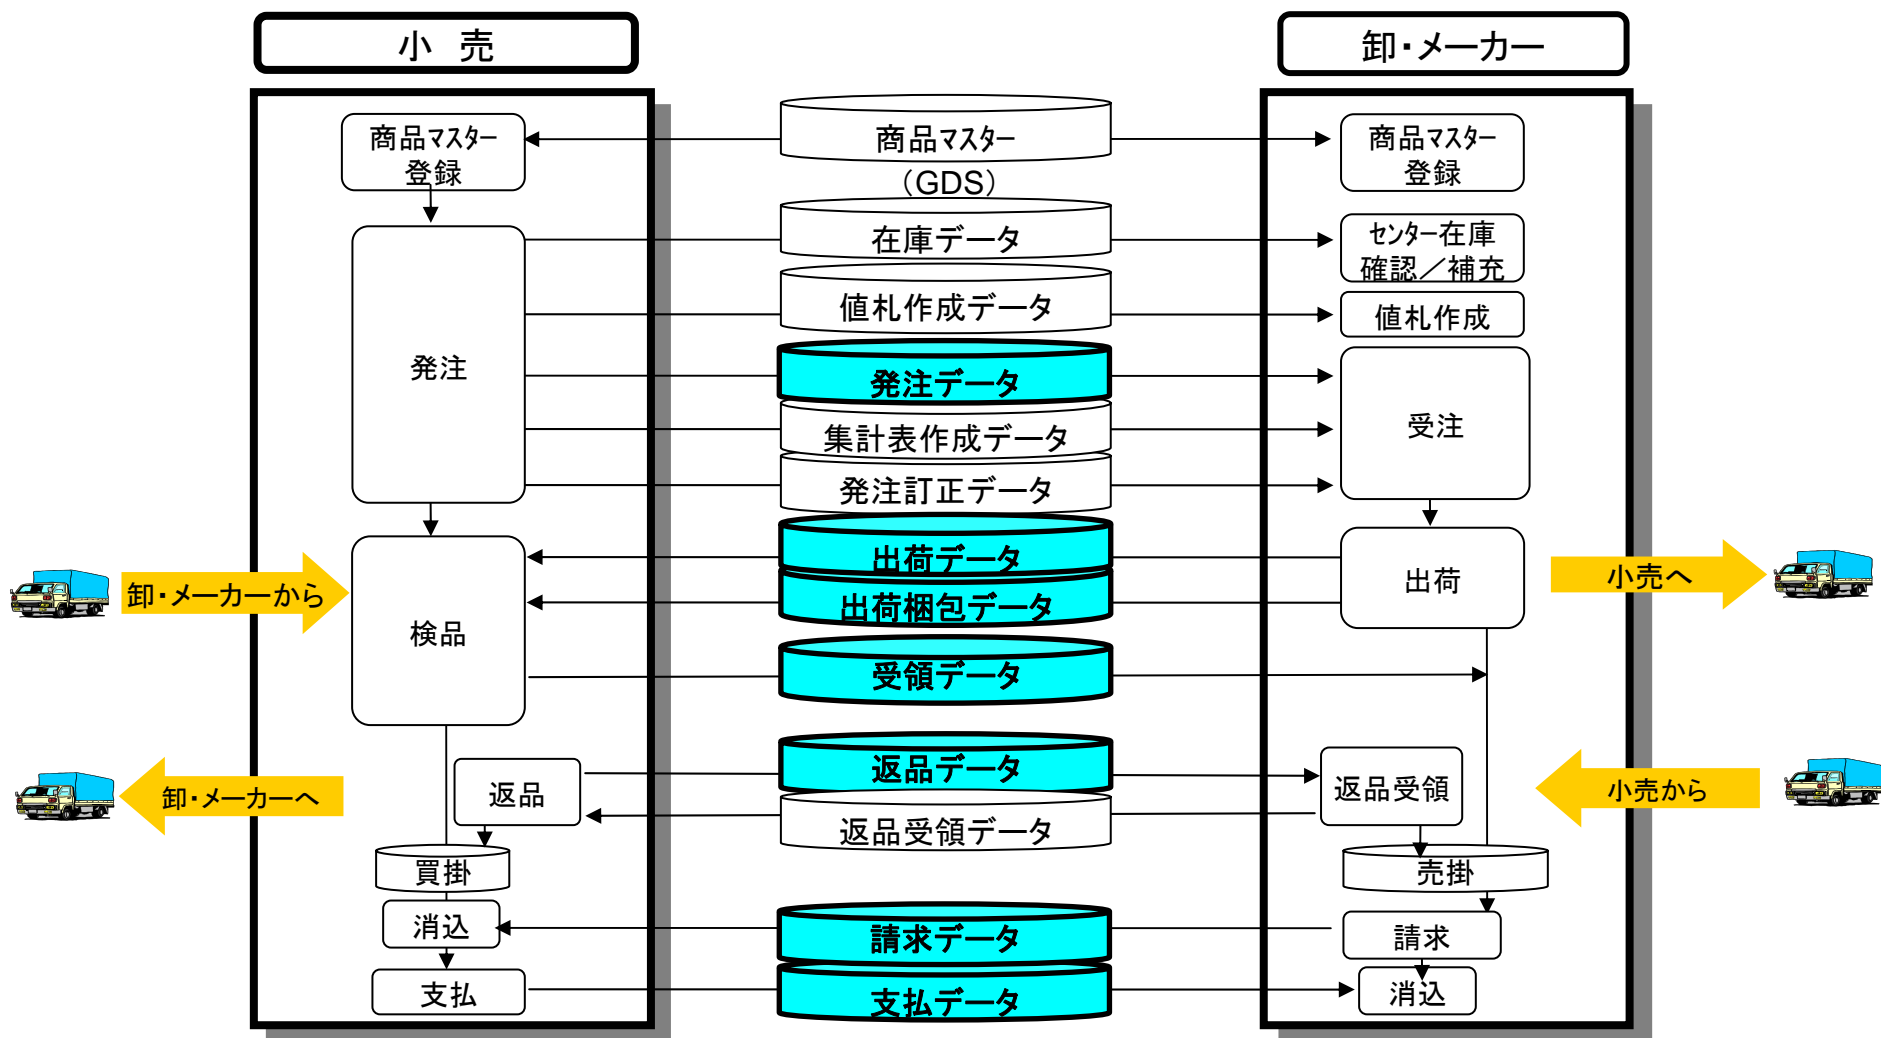 小　売
卸・メーカー
商品ﾏｽﾀｰ
登録
商品マスター
（GDS）
商品ﾏｽﾀｰ
登録
在庫データ
ｾﾝﾀｰ在庫
確認／補充
値札作成データ
値札作成
発注
発注データ
集計表作成データ
受注
発注訂正データ
出荷データ
出荷
小売へ
卸・メーカーから
出荷梱包データ
検品
受領データ
返品データ
返品
返品受領
卸・メーカーへ
小売から
返品受領データ
買掛
売掛
消込
請求データ
請求
支払
支払データ
消込